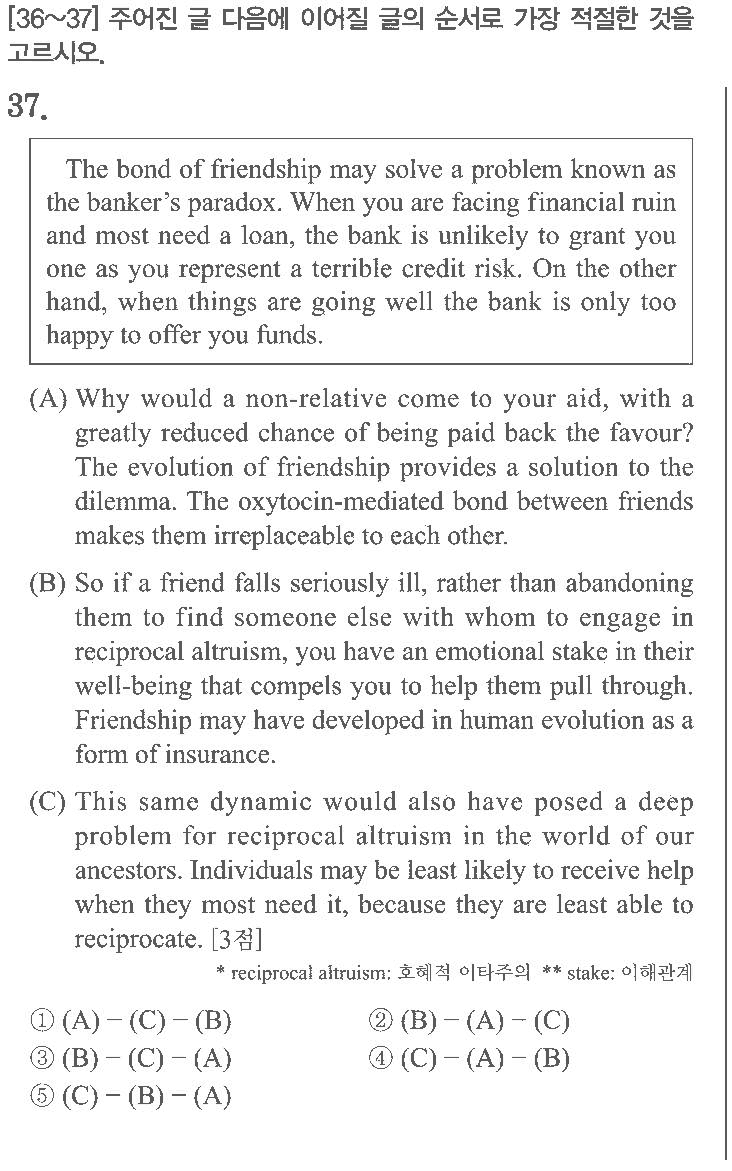 [36~37] 주어진 글 다음에 이어질 글의 순서로 가장 적절한 것을
고르시오.
37.
The bond of friendship may solve a problem known as
the banker's paradox. When you are facing financial ruin
and most need a loan, the bank is unlikely to grant you
one as you represent a terrible credit risk. On the other
hand, when things are going well the bank is only too
happy to offer you funds.
(A) Why would a non-relative come to your aid, with a
greatly reduced chance of being paid back the favour?
The evolution of friendship provides a solution to the
dilemma. The oxytocin-mediated bond between friends
makes them irreplaceable to each other.
(B) So if a friend falls seriously ill, rather than abandoning
them to find someone else with whom to engage in
reciprocal altruism, you have an emotional stake in their
well-being that compels you to help them pull through.
Friendship may have developed in human evolution as a
form of insurance.
(C) This same dynamic would also have posed a deep
problem for reciprocal altruism in the world of our
ancestors. Individuals may be least likely to receive help
when they most need it, because they are least able to
reciprocate. [3점]
* reciprocal altruism: 호혜적 이타주의 ** stake: 이해관계
① (A) - (C) - (B) ② (B) - (A) - (C)
③ (B) - (C) - (A) ④ (C) - (A) - (B)
⑤ (C) - (B) - (A)